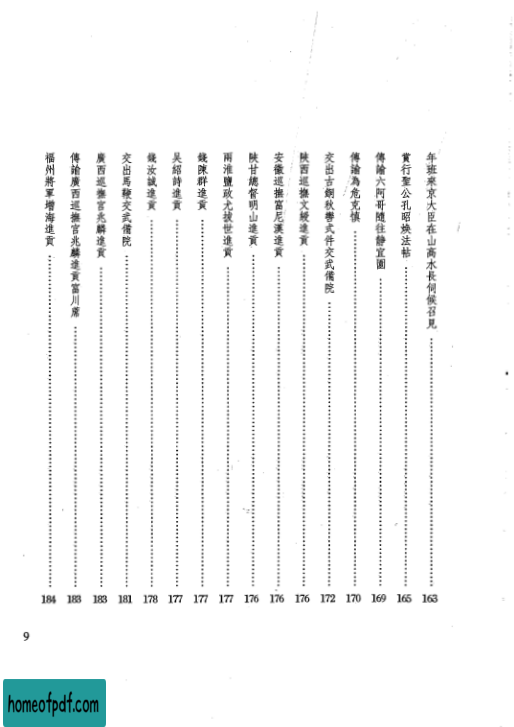 年班來京大臣在山高水長伺候召見 163
賞衍聖公孔昭煥法帖 165
傳諭六阿哥隨往靜宜園 169
傳諭為危克慎 170
交出古銅秋轡式件交武備院 172
陝西巡撫文綬進貢 176
安徽巡撫富尼漢進貢 176
陝甘總督明山進貢 176
兩淮鹽政尤拔世進貢 177
錢陳群進貢 177
吳紹詩進貢 177
錢汝誠進貢 178
交出馬鞭交武備院 181
廣西巡撫宮兆麟進貢 183
傳諭廣西巡撫宮兆麟進貢富川蓆 183
福州將軍增海進貢 184
9
homeofpdf.com